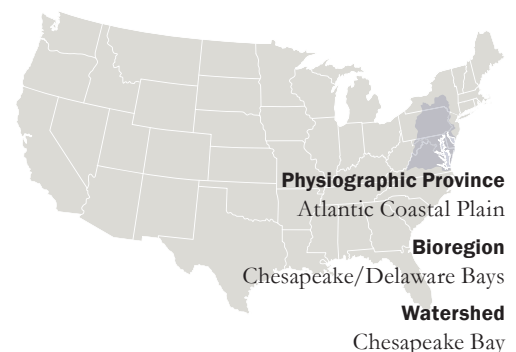 Physiographic Province
Atlantic Coastal Plain
Bioregion
Chesapeake/Delaware Bays
Watershed
Chesapeake Bay